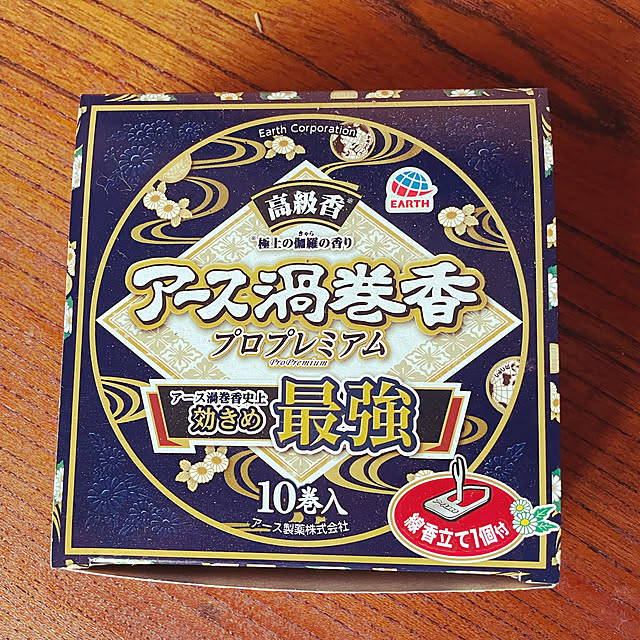 Earth Corporation
EARTH
高級香※
※極上の伽羅の香り
きゃら
アース渦巻香
プロプレミアム
ProPremium
アース渦巻香史上
効きめ
最強
10巻入
アース製薬株式会社
線香立て1個付